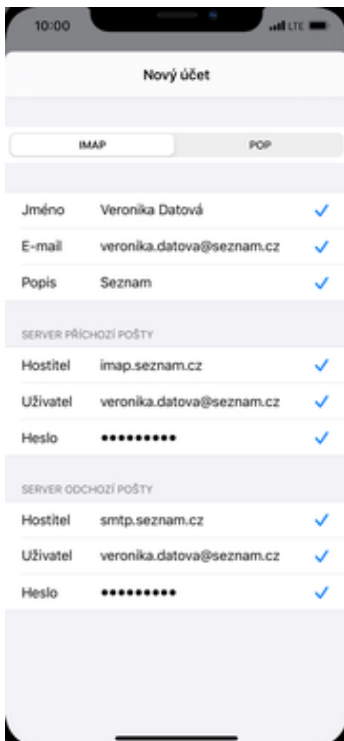 10:00 LTE
Nový účet
IMAP POP
Jméno Veronika Datová
E-mail veronika.datova@seznam.cz
Popis Seznam
SERVER PŘÍCHOZÍ POŠTY
Hostitel imap.seznam.cz
Uživatel veronika.datova@seznam.cz
Heslo •••••••••
SERVER ODCHOZÍ POŠTY
Hostitel smtp.seznam.cz
Uživatel veronika.datova@seznam.cz
Heslo •••••••••